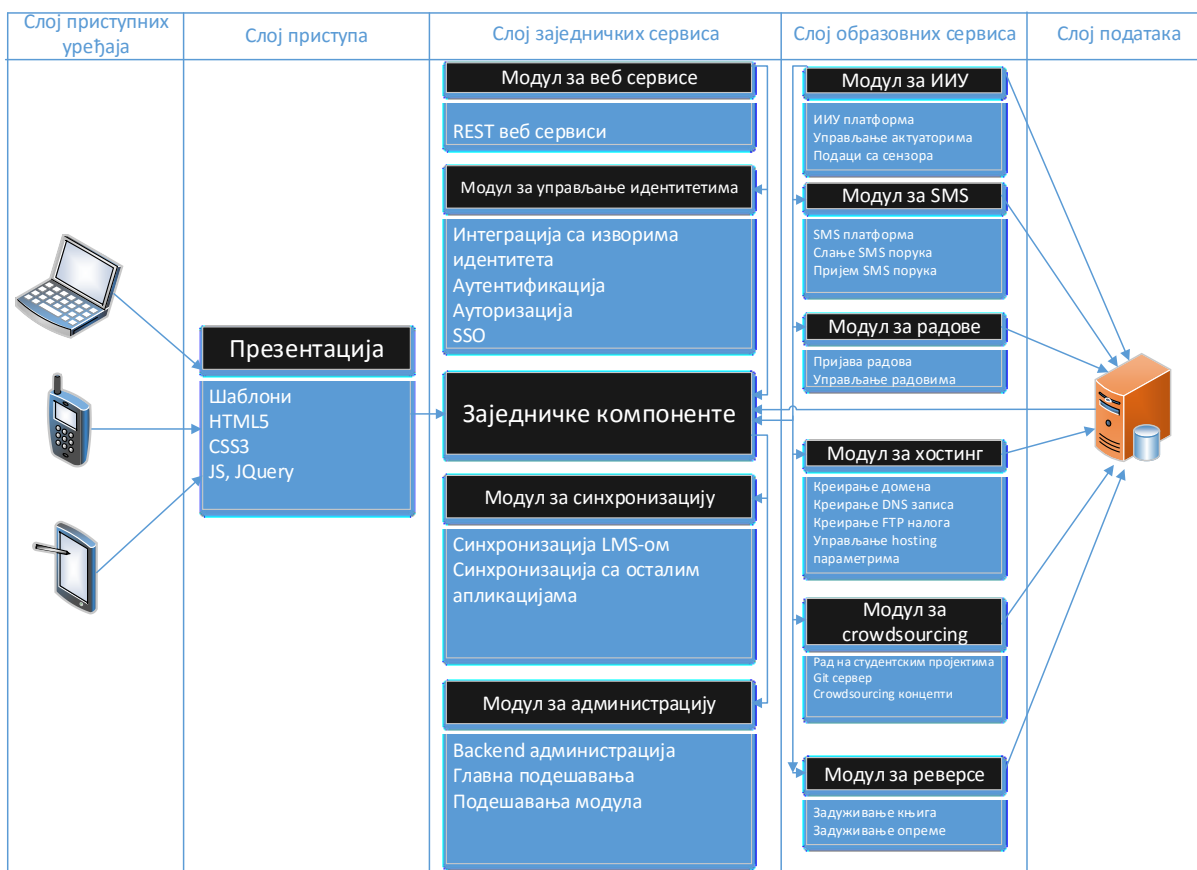 Слој приступних
уређаја
Слој приступа
Слој заједничких сервиса
Слој образовних сервиса
Слој података
Презентација
Шаблони
HTML5
CSS3
JS, JQuery
Модул за веб сервисе
REST веб сервиси
Модул за управљање идентитетима
Интеграција са изворима
идентитета
Аутентификација
Ауторизација
SSO
Заједничке компоненте
Модул за синхронизацију
Синхронизација LMS-ом
Синхронизација са осталим
апликацијама
Модул за администрацију
Backend администрација
Главна подешавања
Подешавања модула
Модул за ИИУ
ИИУ платформа
Управљање актуаторима
Подаци са сензора
Модул за SMS
SMS платформа
Слање SMS порука
Пријем SMS порука
Модул за радове
Пријава радова
Управљање радовима
Модул за хостинг
Креирање домена
Креирање DNS записа
Креирање FTP налога
Управљање hosting
параметрима
Модул за
crowdsourcing
Рад на студентским пројектима
Git сервер
Crowdsourcing концепти
Модул за реверсе
Задуживање књига
Задуживање опреме